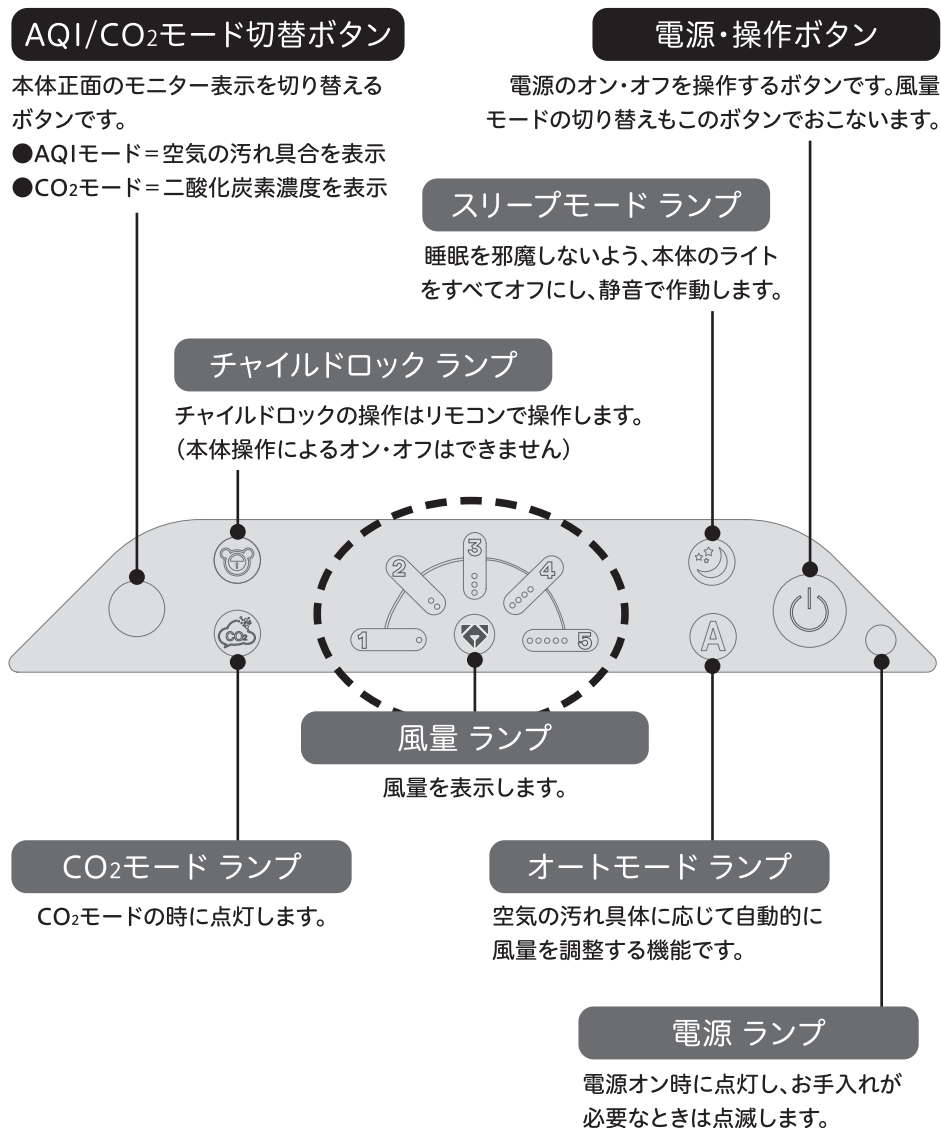 AQI/CO2モード切替ボタン
本体正面のモニター表示を切り替える
ボタンです。
●AQIモード=空気の汚れ具合を表示
●CO2モード=二酸化炭素濃度を表示
電源・操作ボタン
電源のオン・オフを操作するボタンです。風量
モードの切り替えもこのボタンでおこないます。
スリープモード ランプ
睡眠を邪魔しないよう、本体のライト
をすべてオフにし、静音で作動します。
チャイルドロック ランプ
チャイルドロックの操作はリモコンで操作します。
（本体操作によるオン・オフはできません）
1
2
3
4
5
CO2
A
風量 ランプ
風量を表示します。
CO2モード ランプ
CO2モードの時に点灯します。
オートモード ランプ
空気の汚れ具体に応じて自動的に
風量を調整する機能です。
電源 ランプ
電源オン時に点灯し、お手入れが
必要なときは点滅します。